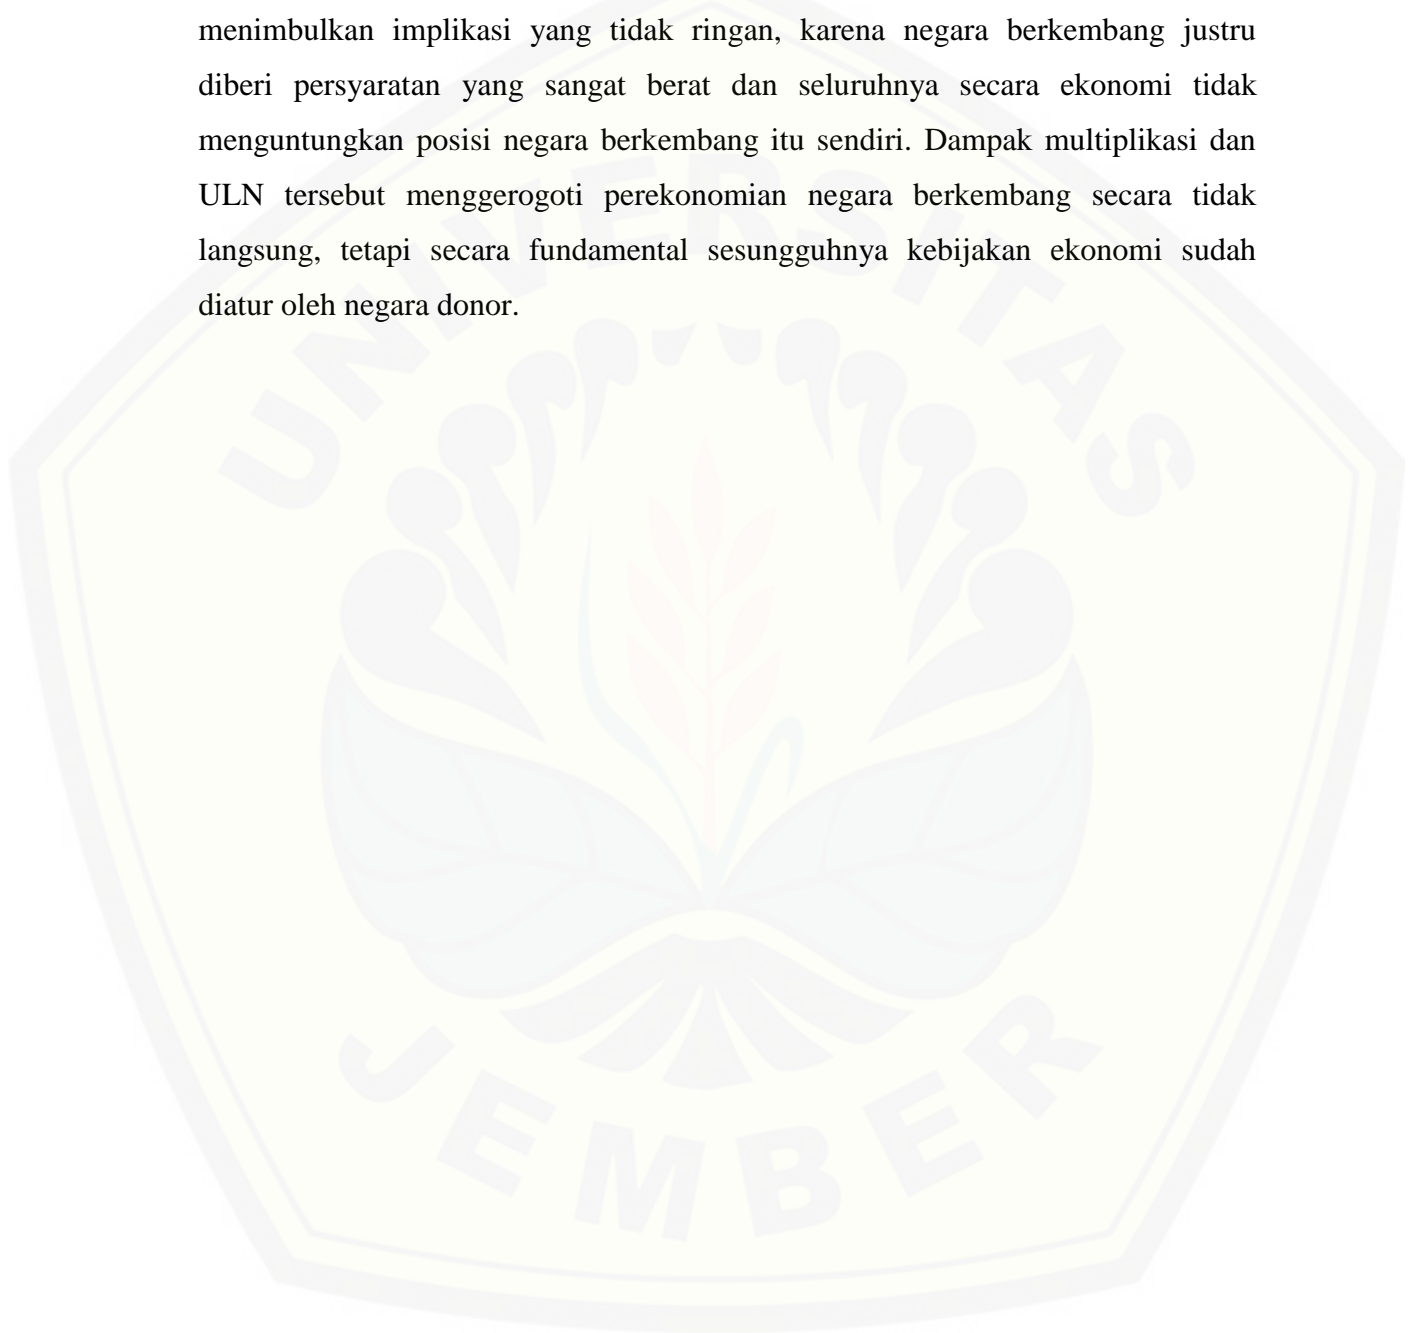 menimbulkan implikasi yang tidak ringan, karena negara berkembang justru
diberi persyaratan yang sangat berat dan seluruhnya secara ekonomi tidak
menguntungkan posisi negara berkembang itu sendiri. Dampak multiplikasi dan
ULN tersebut menggerogoti perekonomian negara berkembang secara tidak
langsung, tetapi secara fundamental sesungguhnya kebijakan ekonomi sudah
diatur oleh negara donor.
UNIVERSITAS
JEMBER